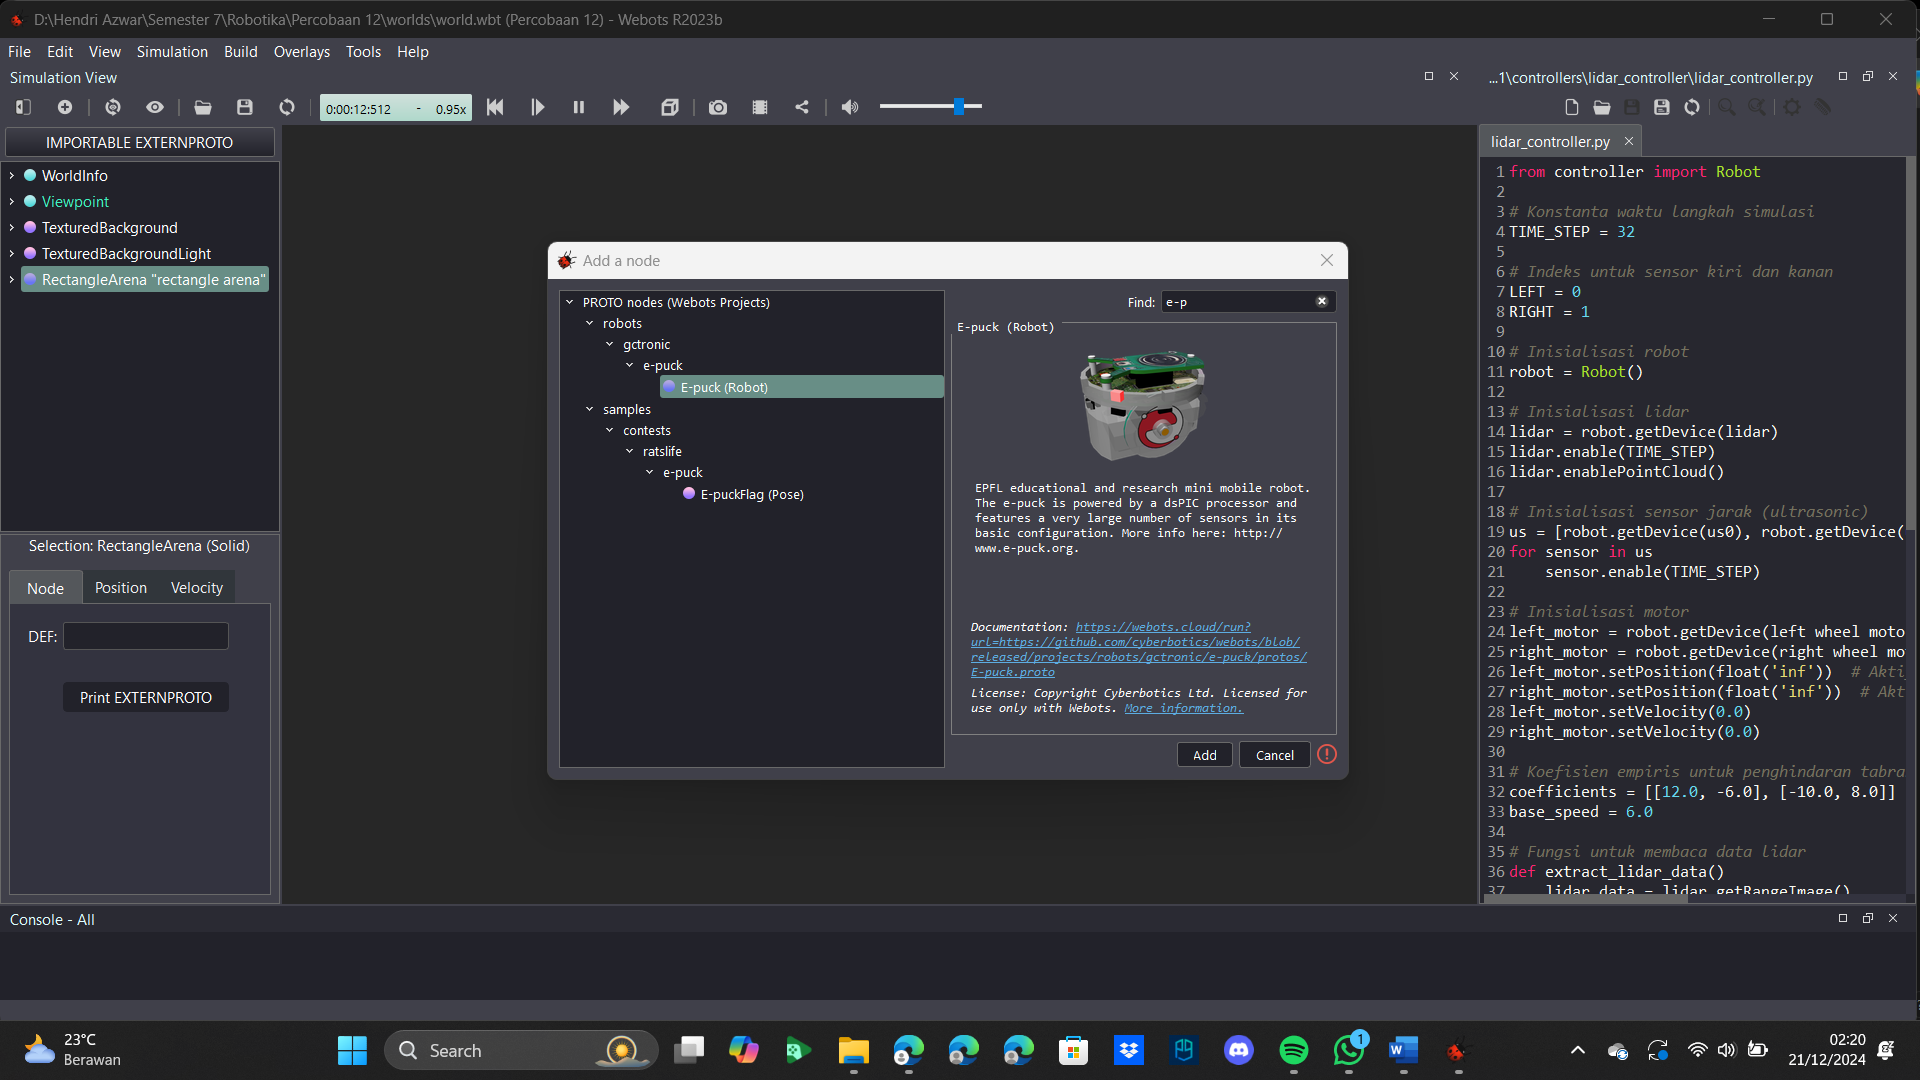 D:\Hendri Azwar\Semester 7\Robotika\Percobaan 12\worlds\world.wbt (Percobaan 12) - Webots R2023b
File Edit View Simulation Build Overlays Tools Help
Simulation View
...1\controllers\lidar_controller\lidar_controller.py
0:00:12:512 - 0.95x
IMPORTABLE EXTERNPROTO
WorldInfo
Viewpoint
TexturedBackground
TexturedBackgroundLight
RectangleArena "rectangle arena"
Selection: RectangleArena (Solid)
Node Position Velocity
DEF:
Print EXTERNPROTO
Add a node
PROTO nodes (Webots Projects)
robots
gctronic
e-puck
E-puck (Robot)
samples
contests
ratslife
e-puck
E-puckFlag (Pose)
Find: e-p
E-puck (Robot)
EPFL educational and research mini mobile robot.
The e-puck is powered by a dsPIC processor and
features a very large number of sensors in its
basic configuration. More info here: http://
www.e-puck.org.
Documentation: https://webots.cloud/run?
url=https://github.com/cyberbotics/webots/blob/
released/projects/robots/gctronic/e-puck/protos/
E-puck.proto
License: Copyright Cyberbotics Ltd. Licensed for
use only with Webots. More information.
Add Cancel
lidar_controller.py
1 from controller import Robot
2
3 # Konstanta waktu langkah simulasi
4 TIME_STEP = 32
5
6 # Indeks untuk sensor kiri dan kanan
7 LEFT = 0
8 RIGHT = 1
9
10 # Inisialisasi robot
11 robot = Robot()
12
13 # Inisialisasi lidar
14 lidar = robot.getDevice(lidar)
15 lidar.enable(TIME_STEP)
16 lidar.enablePointCloud()
17
18 # Inisialisasi sensor jarak (ultrasonic)
19 us = [robot.getDevice(us0), robot.getDevice(
20 for sensor in us
21 sensor.enable(TIME_STEP)
22
23 # Inisialisasi motor
24 left_motor = robot.getDevice(left wheel moto
25 right_motor = robot.getDevice(right wheel mo
26 left_motor.setPosition(float('inf')) # Akti
27 right_motor.setPosition(float('inf')) # Akt
28 left_motor.setVelocity(0.0)
29 right_motor.setVelocity(0.0)
30
31 # Koefisien empiris untuk penghindaran tabra
32 coefficients = [[12.0, -6.0], [-10.0, 8.0]]
33 base_speed = 6.0
34
35 # Fungsi untuk membaca data lidar
36 def extract_lidar_data()
37 lidar_data = lidar.getRangeImage()
Console - All
23°C
Berawan
Search
1
02:20
21/12/2024